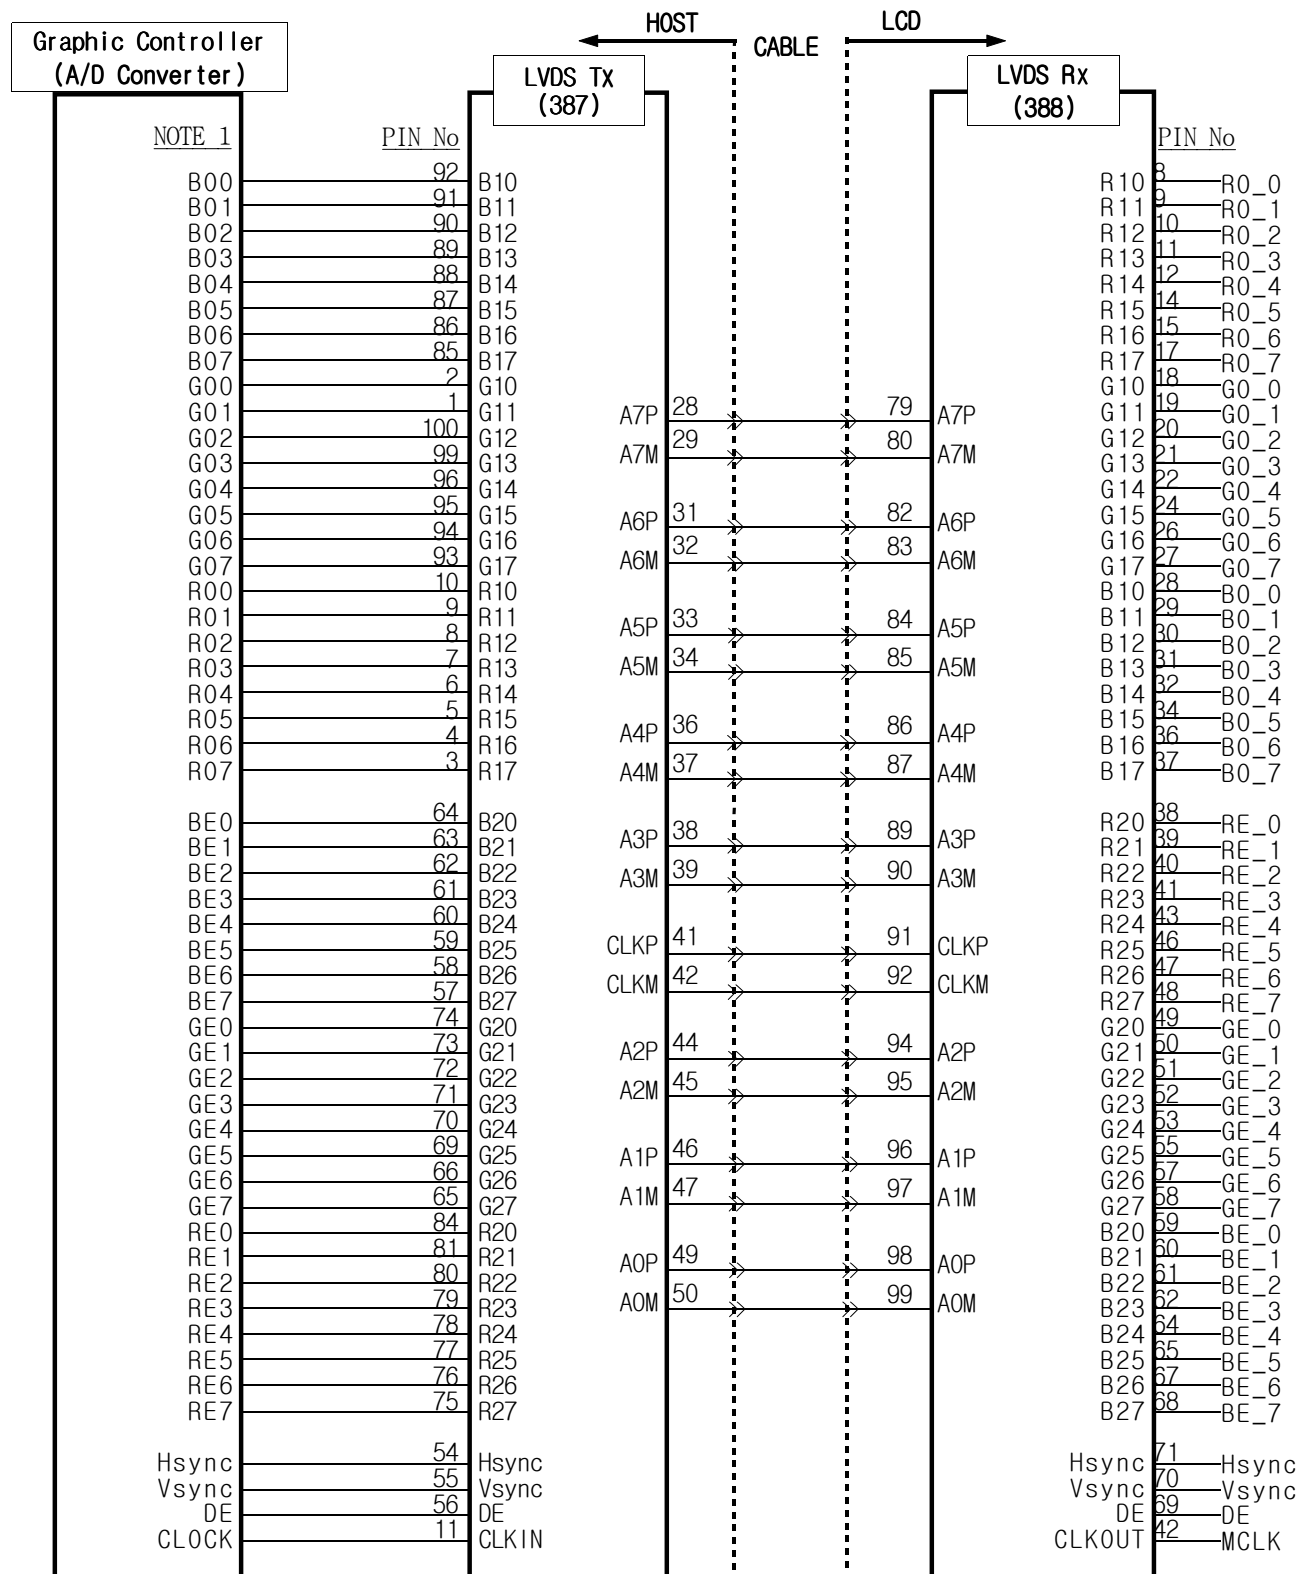 HOST LCD
CABLE
Graphic Controller
(A/D Converter)
LVDS Tx
(387)
LVDS Rx
(388)
NOTE 1 PIN No PIN No
B00 92 B10 R10 8 R0_0
B01 91 B11 R11 9 R0_1
B02 90 B12 R12 10 R0_2
B03 89 B13 R13 11 R0_3
B04 88 B14 R14 12 R0_4
B05 87 B15 R15 14 R0_5
B06 86 B16 R16 15 R0_6
B07 85 B17 R17 17 R0_7
G00 2 G10 G10 18 G0_0
G01 1 G11 A7P 28 79 A7P G11 19 G0_1
G02 100 G12 G12 20 G0_2
G03 99 G13 A7M 29 80 A7M G13 21 G0_3
G04 96 G14 G14 22 G0_4
G05 95 G15 A6P 31 82 A6P G15 24 G0_5
G06 94 G16 G16 26 G0_6
G07 93 G17 A6M 32 83 A6M G17 27 G0_7
R00 10 R10 B10 28 B0_0
R01 9 R11 B11 29 B0_1
R02 8 R12 A5P 33 84 A5P B12 30 B0_2
R03 7 R13 A5M 34 85 A5M B13 31 B0_3
R04 6 R14 B14 32 B0_4
R05 5 R15 B15 34 B0_5
R06 4 R16 A4P 36 86 A4P B16 36 B0_6
R07 3 R17 A4M 37 87 A4M B17 37 B0_7
BE0 64 B20 R20 38 RE_0
BE1 63 B21 A3P 38 89 A3P R21 39 RE_1
BE2 62 B22 A3M 39 90 A3M R22 40 RE_2
BE3 61 B23 R23 41 RE_3
BE4 60 B24 R24 43 RE_4
BE5 59 B25 CLKP 41 91 CLKP R25 46 RE_5
BE6 58 B26 CLKM 42 92 CLKM R26 47 RE_6
BE7 57 B27 R27 48 RE_7
GE0 74 G20 G20 49 GE_0
GE1 73 G21 A2P 44 94 A2P G21 50 GE_1
GE2 72 G22 A2M 45 95 A2M G22 51 GE_2
GE3 71 G23 G23 52 GE_3
GE4 70 G24 G24 53 GE_4
GE5 69 G25 A1P 46 96 A1P G25 55 GE_5
GE6 66 G26 A1M 47 97 A1M G26 57 GE_6
GE7 65 G27 G27 58 GE_7
RE0 84 R20 B20 59 BE_0
RE1 81 R21 A0P 49 98 A0P B21 60 BE_1
RE2 80 R22 B22 61 BE_2
RE3 79 R23 A0M 50 99 A0M B23 62 BE_3
RE4 78 R24 B24 64 BE_4
RE5 77 R25 B25 65 BE_5
RE6 76 R26 B26 67 BE_6
RE7 75 R27 B27 68 BE_7
Hsync 54 Hsync Hsync 71 Hsync
Vsync 55 Vsync Vsync 70 Vsync
DE 56 DE DE 69 DE
CLOCK 11 CLKIN CLKOUT 42 MCLK